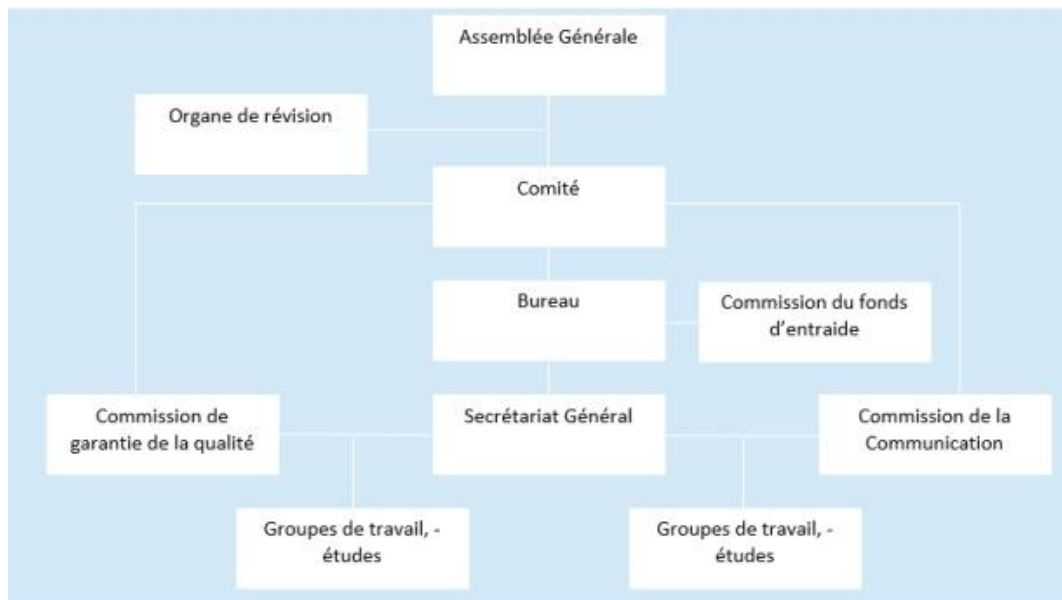 Assemblée Générale
Organe de révision
Comité
Bureau
Commission du fonds
d’entraide
Commission de
garantie de la qualité
Secrétariat Général
Commission de la
Communication
Groupes de travail, -
études
Groupes de travail, -
études